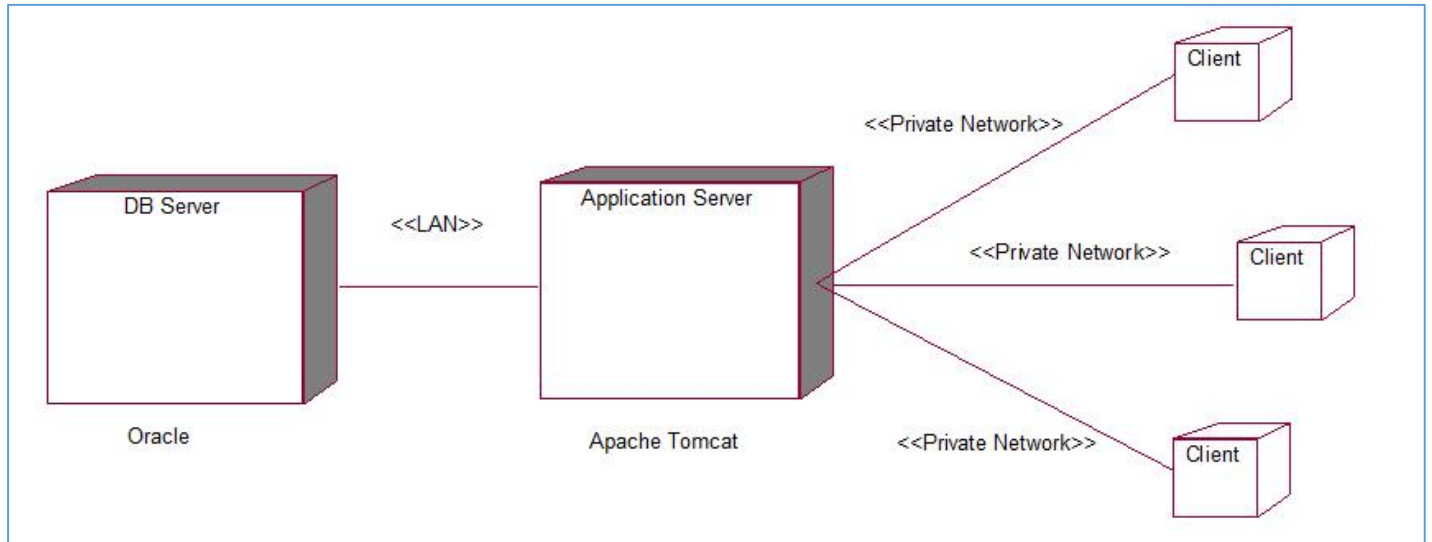 DB Server
Oracle
<<LAN>>
Application Server
Apache Tomcat
<<Private Network>>
Client
<<Private Network>>
Client
<<Private Network>>
Client